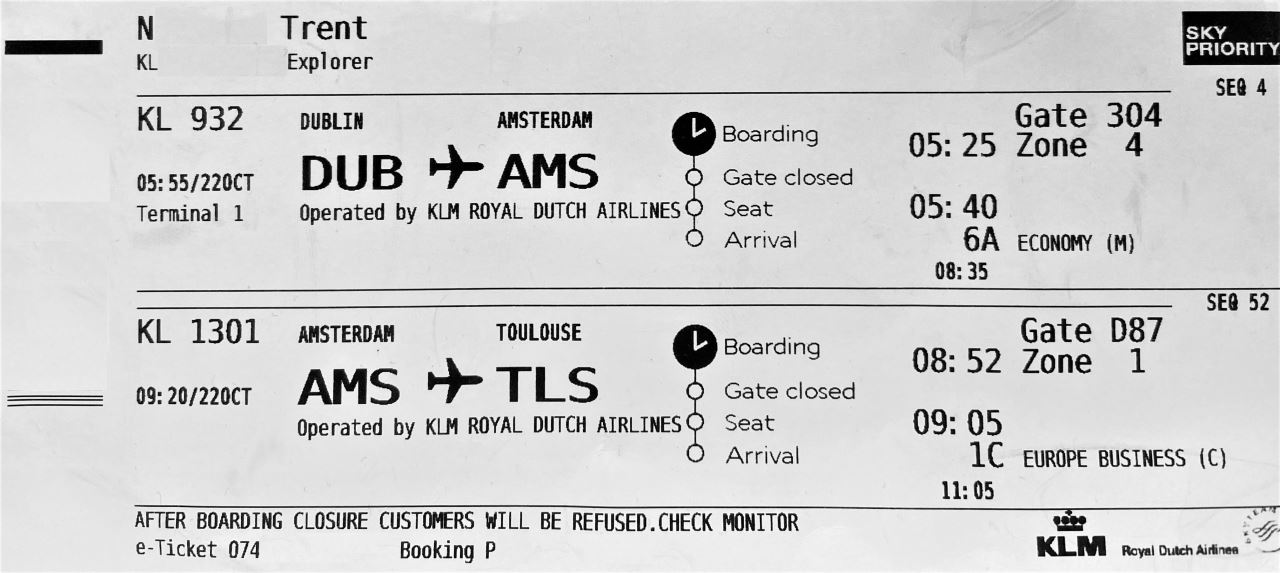 N Trent
KL Explorer
SKY
PRIORITY
SEQ 4
KL 932 DUBLIN AMSTERDAM
DUB AMS
05:55/22OCT
Terminal 1
Operated by KLM ROYAL DUTCH AIRLINES
Boarding 05:25
Gate 304
Zone 4
Gate closed 05:40
Seat 6A ECONOMY (M)
Arrival 08:35
SEQ 52
KL 1301 AMSTERDAM TOULOUSE
AMS TLS
09:20/22OCT
Operated by KLM ROYAL DUTCH AIRLINES
Boarding 08:52
Gate D87
Zone 1
Gate closed 09:05
Seat 1C EUROPE BUSINESS (C)
Arrival 11:05
AFTER BOARDING CLOSURE CUSTOMERS WILL BE REFUSED.CHECK MONITOR
e-Ticket 074 Booking P
KLM Royal Dutch Airlines